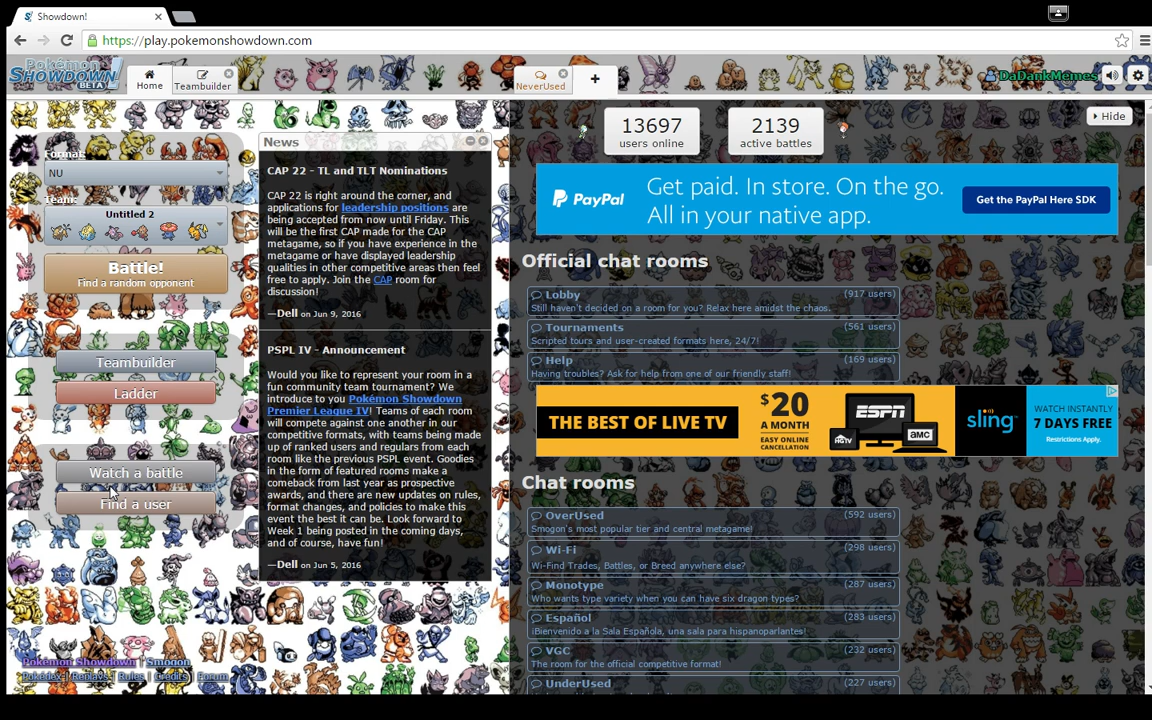 Showdown!
https://play.pokemonshowdown.com
Pokémon
SHOWDOWN!
BETA
Home
Teambuilder
NeverUsed
DaDankMemes
Format:
NU
Team:
Untitled 2
Battle!
Find a random opponent
Teambuilder
Ladder
Watch a battle
Find a user
Pokémon Showdown | Smogon
Pokédex | Replays | Rules | Credits | Forum
News
CAP 22 - TL and TLT Nominations
CAP 22 is right around the corner, and
applications for leadership positions are
being accepted from now until Friday. This
will be the first CAP made for the CAP
metagame, so if you have experience in the
metagame or have displayed leadership
qualities in other competitive areas then feel
free to apply. Join the CAP room for
discussion!
—Dell on Jun 9, 2016
PSPL IV - Announcement
Would you like to represent your room in a
fun community team tournament? We
introduce to you Pokémon Showdown
Premier League IV! Teams of each room
will compete against one another in our
competitive formats, with teams being made
up of ranked users and regulars from each
room like the previous PSPL event. Goodies
in the form of featured rooms make a
comeback from last year as prospective
awards, and there are new updates on rules,
format changes, and policies to make this
event the best it can be. Look forward to
Week 1 being posted in the coming days,
and of course, have fun!
—Dell on Jun 5, 2016
13697
users online
2139
active battles
Hide
PayPal
Get paid. In store. On the go.
All in your native app.
Get the PayPal Here SDK
Official chat rooms
Lobby (917 users)
Still haven't decided on a room for you? Relax here amidst the chaos.
Tournaments (561 users)
Scripted tours and user-created formats here, 24/7!
Help (169 users)
Having troubles? Ask for help from one of our friendly staff!
THE BEST OF LIVE TV
$20
A MONTH
EASY ONLINE
CANCELLATION
ESPN
HGTV
AMC
sling
WATCH INSTANTLY
7 DAYS FREE
Restrictions Apply.
Chat rooms
OverUsed (592 users)
Smogon's most popular tier and central metagame!
Wi-Fi (298 users)
Wi-Find Trades, Battles, or Breed anywhere else?
Monotype (287 users)
Who wants type variety when you can have six dragon types?
Español (283 users)
¡Bienvenido a la Sala Española, una sala para hispanoparlantes!
VGC (232 users)
The room for the official competitive format!
UnderUsed (227 users)